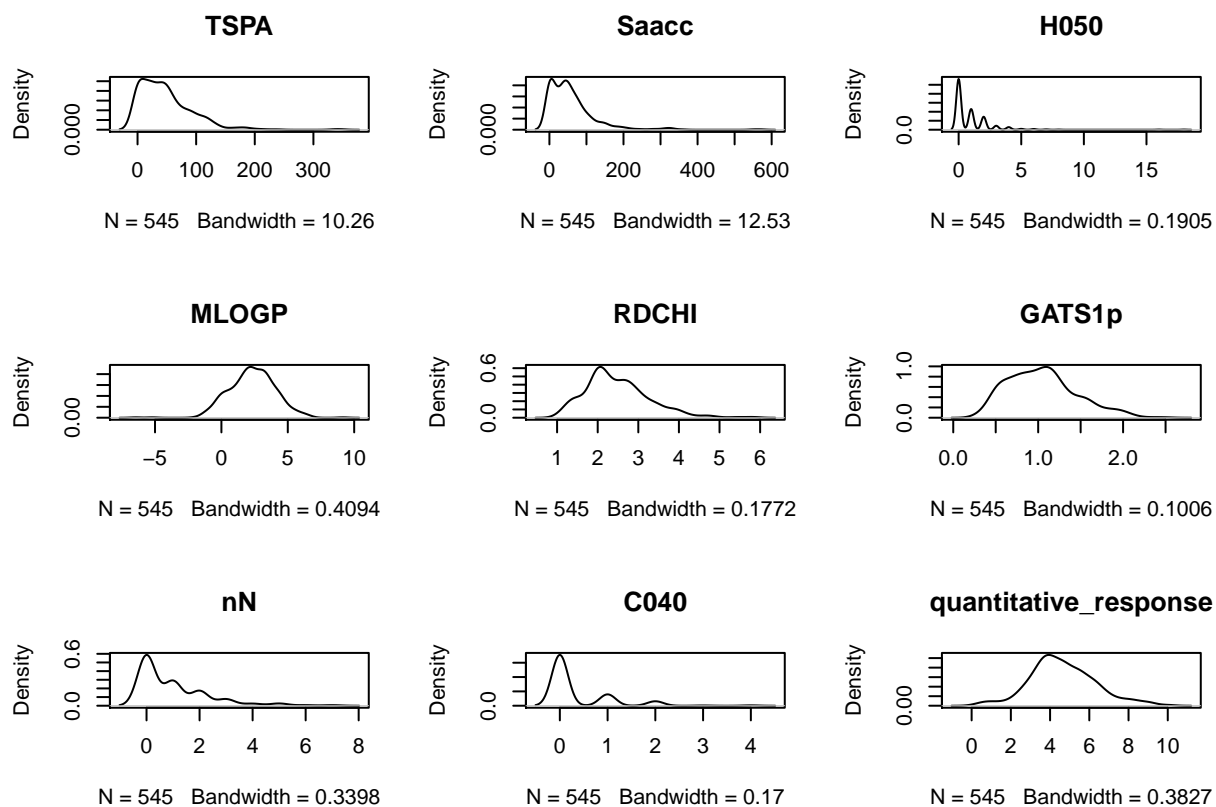 TSPA
Density
0.000
0 100 200 300
N = 545 Bandwidth = 10.26
Saacc
Density
0.000
0 200 400 600
N = 545 Bandwidth = 12.53
H050
Density
0.0
0 5 10 15
N = 545 Bandwidth = 0.1905
MLOGP
Density
0.00
−5 0 5 10
N = 545 Bandwidth = 0.4094
RDCHI
Density
0.0 0.6
1 2 3 4 5 6
N = 545 Bandwidth = 0.1772
GATS1p
Density
0.0 1.0
0.0 1.0 2.0
N = 545 Bandwidth = 0.1006
nN
Density
0.0 0.6
0 2 4 6 8
N = 545 Bandwidth = 0.3398
C040
Density
0.0
0 1 2 3 4
N = 545 Bandwidth = 0.17
quantitative_response
Density
0.00
0 2 4 6 8 10
N = 545 Bandwidth = 0.3827